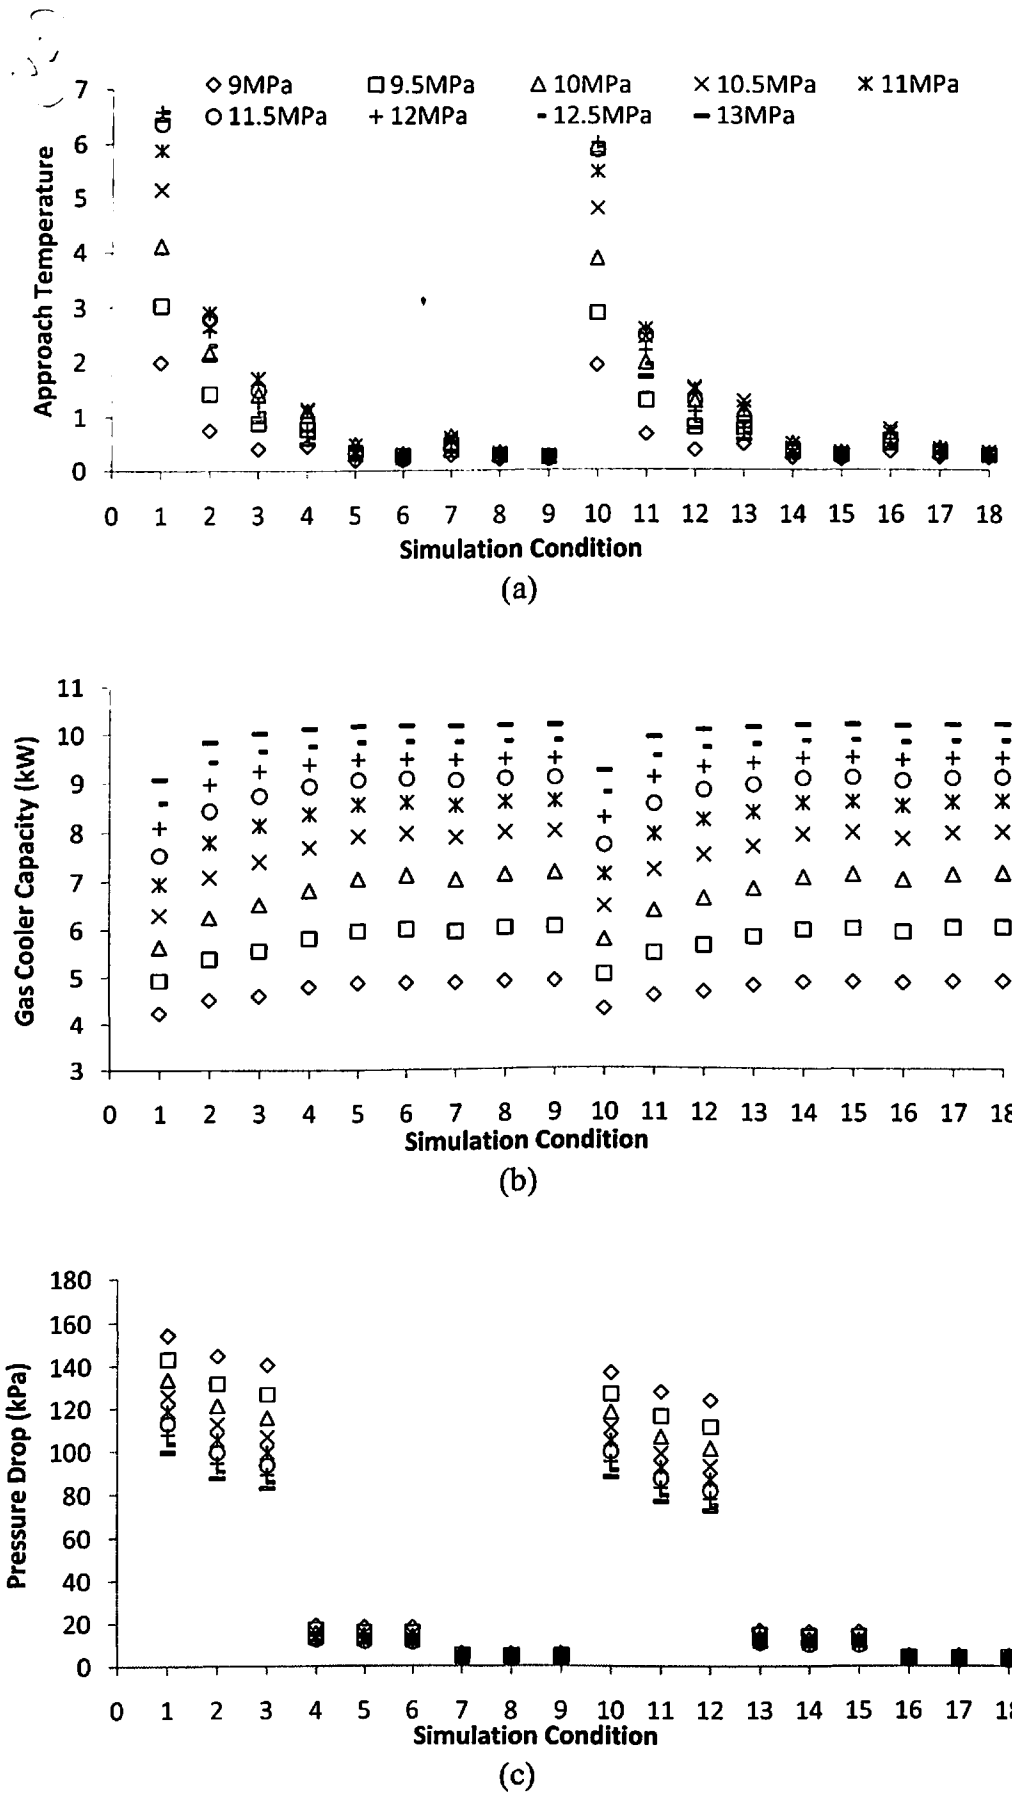 ◇ 9MPa □ 9.5MPa △ 10MPa × 10.5MPa ж 11MPa
○ 11.5MPa + 12MPa - 12.5MPa – 13MPa
7
6
5
4
3
2
1
0
Approach Temperature
0 1 2 3 4 5 6 7 8 9 10 11 12 13 14 15 16 17 18
Simulation Condition
(a)
11
10
9
8
7
6
5
4
3
Gas Cooler Capacity (kW)
0 1 2 3 4 5 6 7 8 9 10 11 12 13 14 15 16 17 18
Simulation Condition
(b)
180
160
140
120
100
80
60
40
20
0
Pressure Drop (kPa)
0 1 2 3 4 5 6 7 8 9 10 11 12 13 14 15 16 17 18
Simulation Condition
(c)